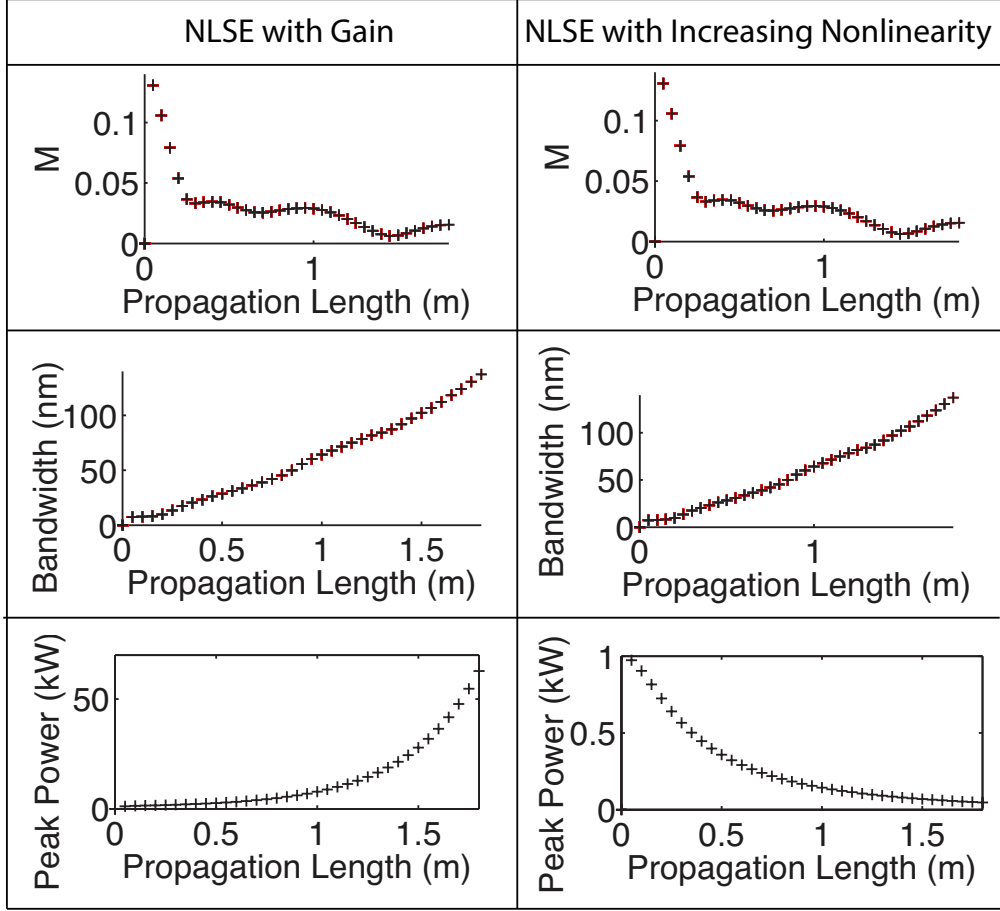 NLSE with Gain
NLSE with Increasing Nonlinearity
M
0.1
0.05
0
0
1
Propagation Length (m)
M
0.1
0.05
0
0
1
Propagation Length (m)
Bandwidth (nm)
100
50
0
0
0.5
1
1.5
Propagation Length (m)
Bandwidth (nm)
100
50
0
0
1
Propagation Length (m)
Peak Power (kW)
50
0
0
0.5
1
1.5
Propagation Length (m)
Peak Power (kW)
1
0.5
0
0
0.5
1
1.5
Propagation Length (m)